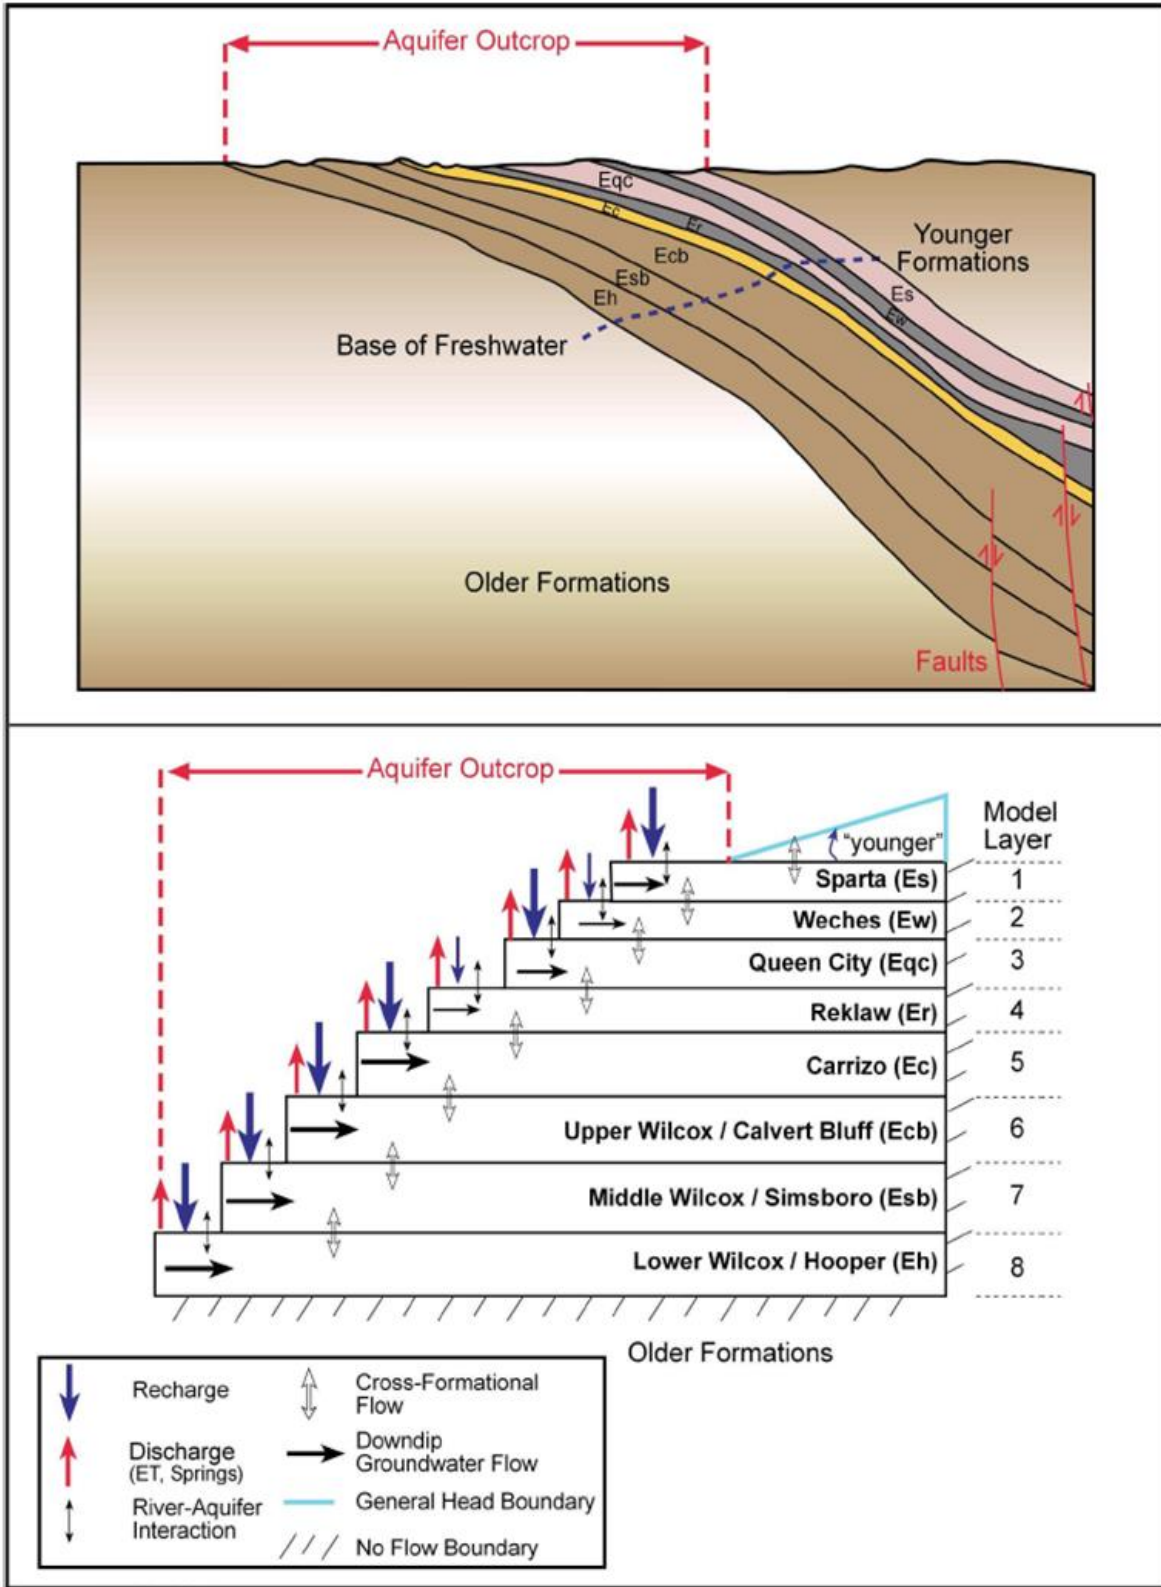 Aquifer Outcrop
Eqc
Ec
Er
Ecb
Esb
Eh
Younger
Formations
Es
Ew
Base of Freshwater
Older Formations
Faults
Aquifer Outcrop
Model
Layer
"younger"
Sparta (Es)
1
Weches (Ew)
2
Queen City (Eqc)
3
Reklaw (Er)
4
Carrizo (Ec)
5
Upper Wilcox / Calvert Bluff (Ecb)
6
Middle Wilcox / Simsboro (Esb)
7
Lower Wilcox / Hooper (Eh)
8
Older Formations
Recharge
Discharge
(ET, Springs)
River-Aquifer
Interaction
Cross-Formational
Flow
Downdip
Groundwater Flow
General Head Boundary
No Flow Boundary